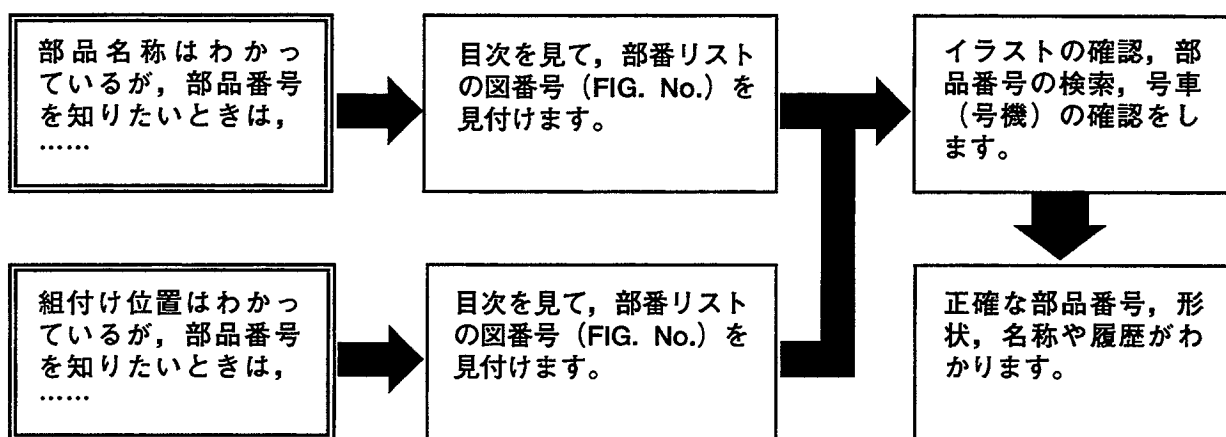 部品名称はわかっ
ているが，部品番号
を知りたいときは，
……
目次を見て，部番リスト
の図番号（FIG. No.）を
見付けます。
イラストの確認，部
品番号の検索，号車
（号機）の確認をし
ます。
組付け位置はわかっ
ているが，部品番号
を知りたいときは，
……
目次を見て，部番リスト
の図番号（FIG. No.）を
見付けます。
正確な部品番号，形
状，名称や履歴がわ
かります。